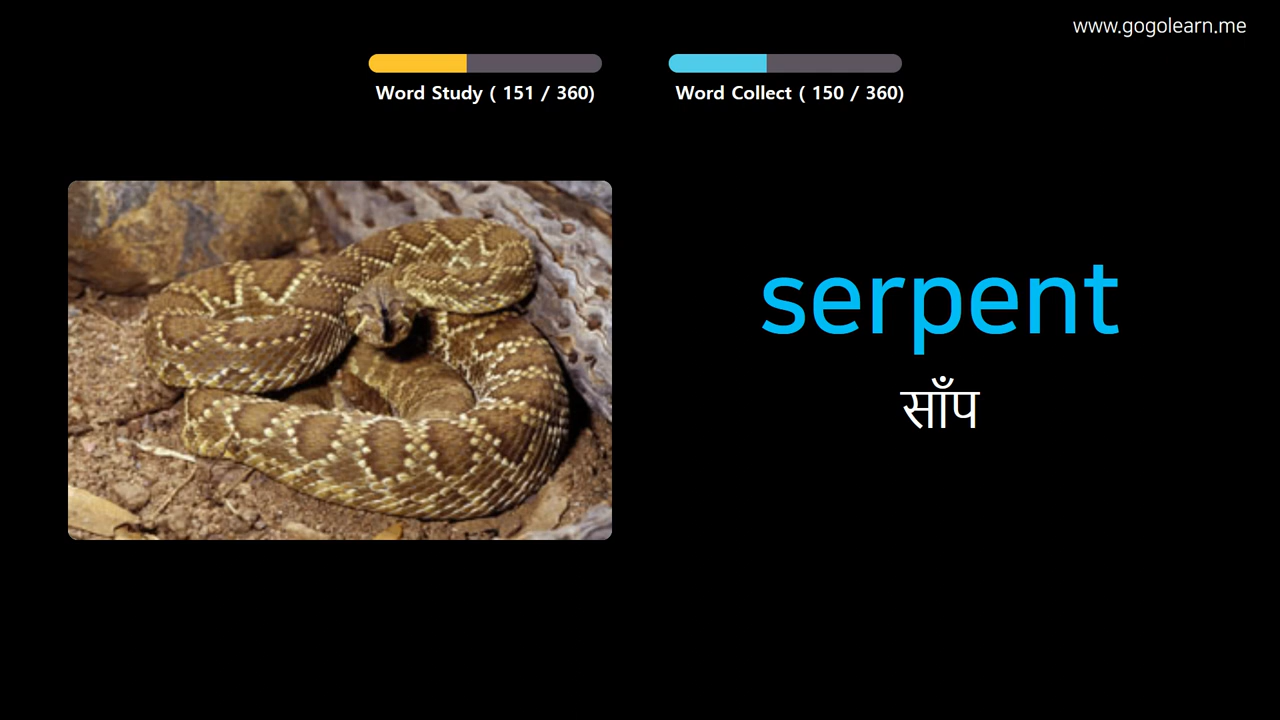 www.gogolearn.me
Word Study ( 151 / 360)
Word Collect ( 150 / 360)
serpent
साँप